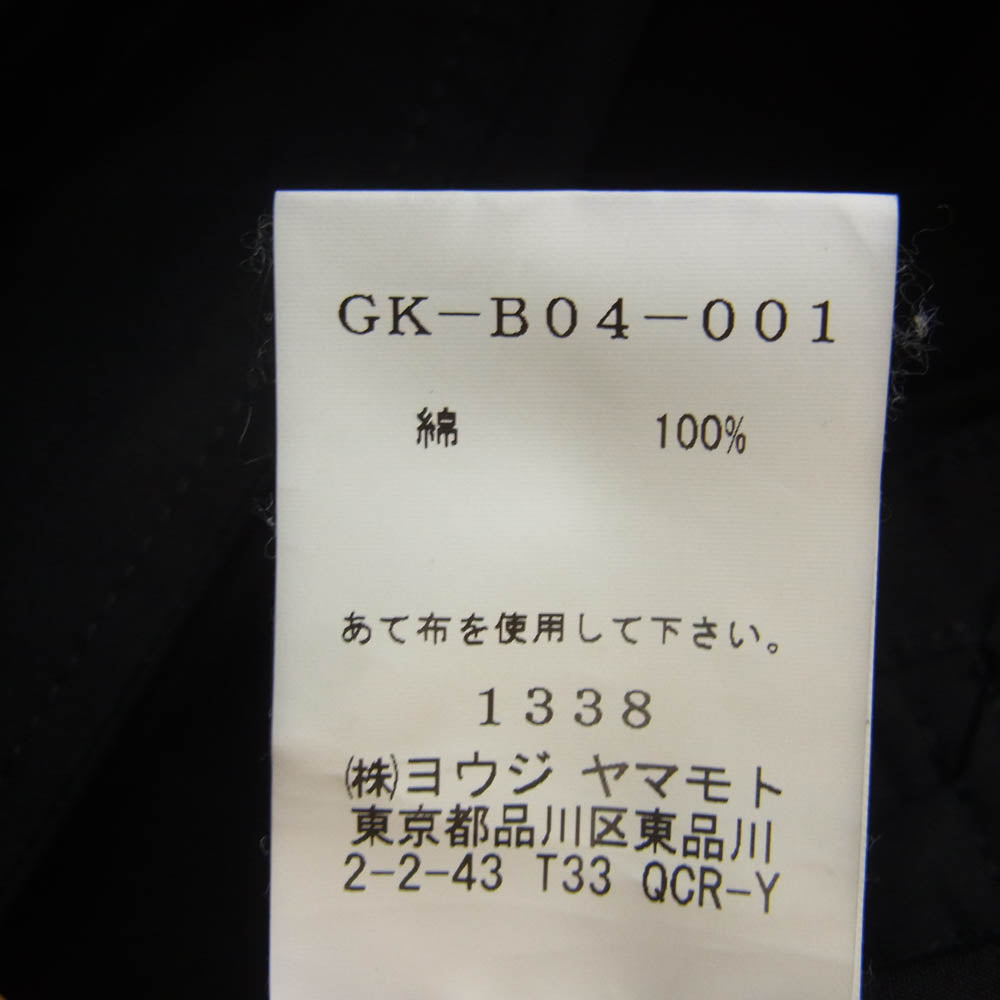 GK-B04-001
綿 100%
あて布を使用して下さい。
1338
㈱ヨウジ ヤマモト
東京都品川区東品川
2-2-43 T33 QCR-Y